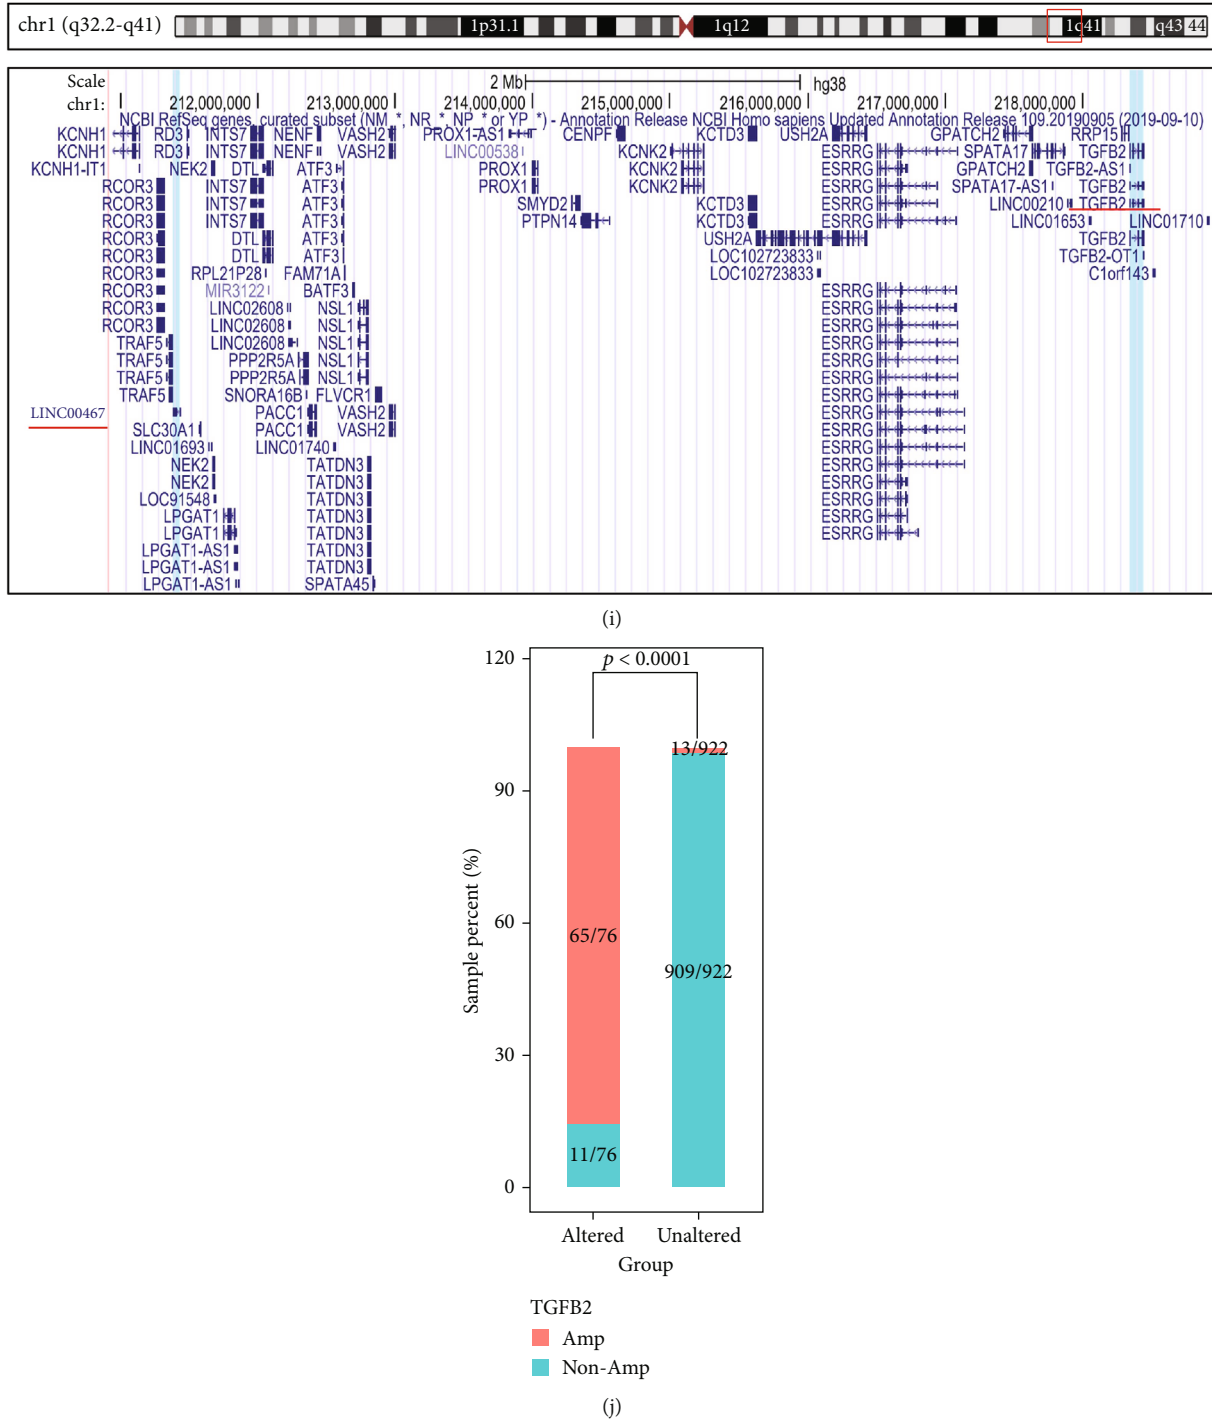 chr1 (q32.2-q41) 1p31.1 1q12 1q41 q43 44
Scale 2 Mb hg38
chr1: 212,000,000 213,000,000 214,000,000 215,000,000 216,000,000 217,000,000 218,000,000
NCBI RefSeq genes, curated subset (NM_*, NR_*, NP_* or YP_*) - Annotation Release NCBI Homo sapiens Updated Annotation Release 109.20190905 (2019-09-10)
KCNH1 RD3 INTS7 NENF VASH2 PROX1-AS1 CENPF KCTD3 USH2A GPATCH2 RRP15
KCNH1 RD3 INTS7 NENF VASH2 LINC00538 KCNK2 ESRRG SPATA17 TGFB2
KCNH1-IT1 NEK2 DTL ATF3 PROX1 KCNK2 ESRRG GPATCH2 TGFB2-AS1
RCOR3 INTS7 ATF3 PROX1 KCNK2 ESRRG SPATA17-AS1 TGFB2
RCOR3 INTS7 ATF3 SMYD2 KCTD3 ESRRG LINC00210 TGFB2
RCOR3 INTS7 ATF3 PTPN14 KCTD3 ESRRG LINC01653 LINC01710
RCOR3 DTL ATF3 USH2A TGFB2
RCOR3 DTL ATF3 LOC102723833 TGFB2-OT1
RCOR3 RPL21P28 FAM71A LOC102723833 C1orf143
RCOR3 MIR3122 BATF3 ESRRG
RCOR3 LINC02608 NSL1 ESRRG
RCOR3 LINC02608 NSL1 ESRRG
TRAF5 LINC02608 NSL1 ESRRG
TRAF5 PPP2R5A NSL1 ESRRG
TRAF5 PPP2R5A NSL1 ESRRG
TRAF5 SNORA16B FLVCR1 ESRRG
LINC00467 PACC1 VASH2 ESRRG
SLC30A1 PACC1 VASH2 ESRRG
LINC01693 LINC01740 ESRRG
NEK2 TATDN3 ESRRG
NEK2 TATDN3 ESRRG
LOC91548 TATDN3 ESRRG
LPGAT1 TATDN3 ESRRG
LPGAT1 TATDN3 ESRRG
LPGAT1-AS1 TATDN3
LPGAT1-AS1 TATDN3
LPGAT1-AS1 SPATA45
(i)
120
p < 0.0001
13/922
90
65/76
60
909/922
Sample percent (%)
30
11/76
0
Altered Unaltered
Group
TGFB2
Amp
Non-Amp
(j)